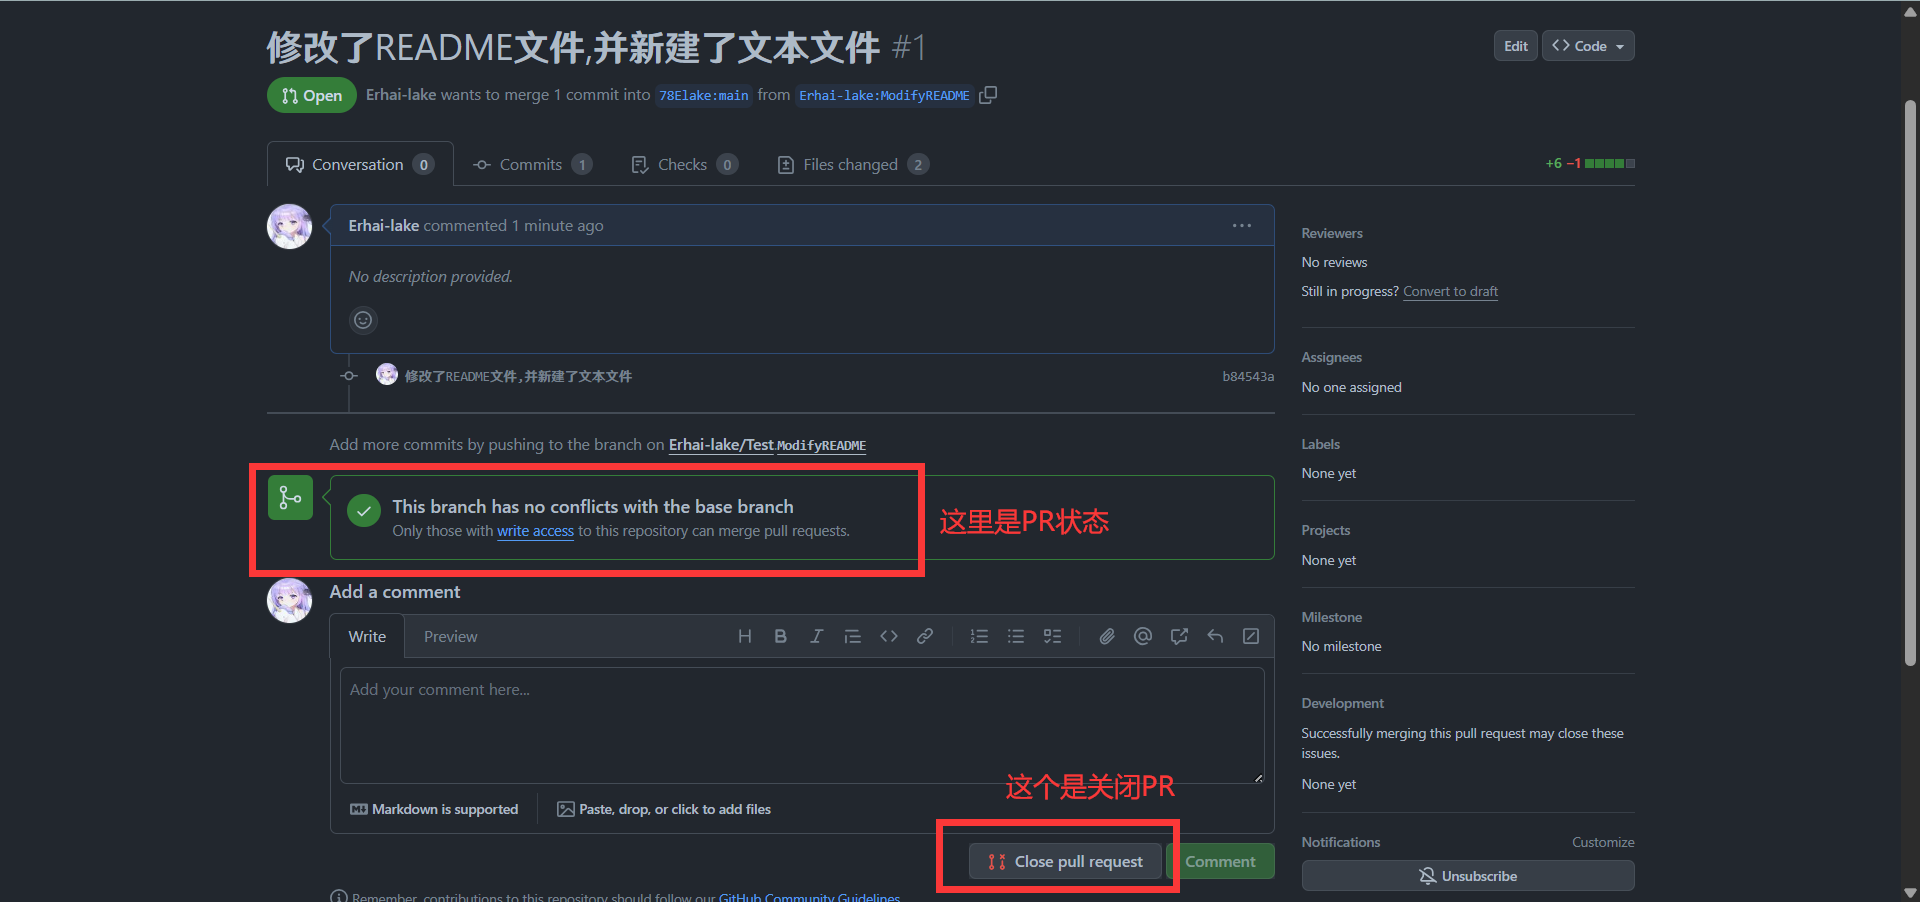 修改了README文件,并新建了文本文件 #1
Edit
Code
Open
Erhai-lake wants to merge 1 commit into 78Elake:main from Erhai-lake:ModifyREADME
Conversation 0
Commits 1
Checks 0
Files changed 2
+6 −1
Erhai-lake commented 1 minute ago
No description provided.
修改了README文件,并新建了文本文件
b84543a
Add more commits by pushing to the branch on Erhai-lake/Test:ModifyREADME
This branch has no conflicts with the base branch
Only those with write access to this repository can merge pull requests.
这里是PR状态
Add a comment
Write
Preview
Add your comment here...
Markdown is supported
Paste, drop, or click to add files
这个是关闭PR
Close pull request
Comment
Remember, contributions to this repository should follow our GitHub Community Guidelines
Reviewers
No reviews
Still in progress? Convert to draft
Assignees
No one assigned
Labels
None yet
Projects
None yet
Milestone
No milestone
Development
Successfully merging this pull request may close these
issues.
None yet
Notifications
Customize
Unsubscribe